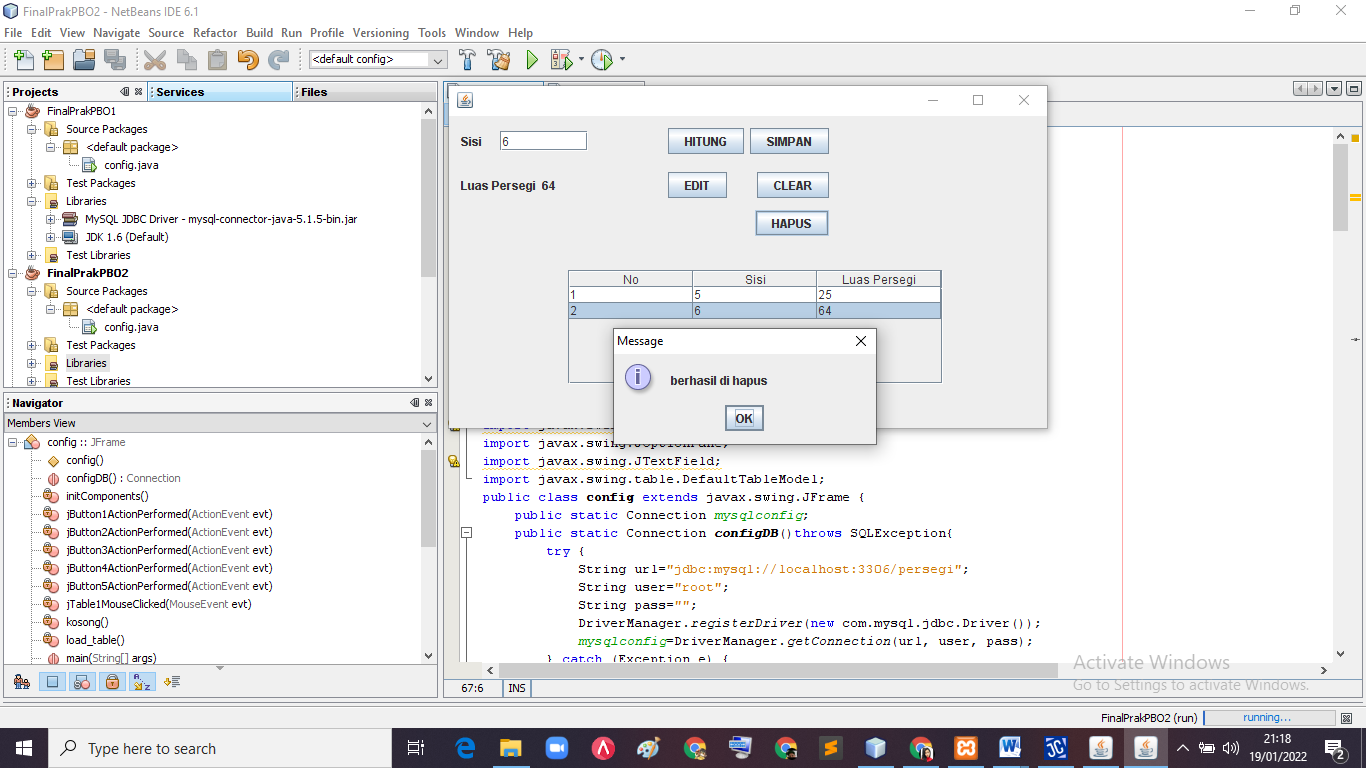 FinalPrakPBO2 - NetBeans IDE 6.1
File Edit View Navigate Source Refactor Build Run Profile Versioning Tools Window Help
<default config>
Projects
Services
Files
FinalPrakPBO1
Source Packages
<default package>
config.java
Test Packages
Libraries
MySQL JDBC Driver - mysql-connector-java-5.1.5-bin.jar
JDK 1.6 (Default)
Test Libraries
FinalPrakPBO2
Source Packages
<default package>
config.java
Test Packages
Libraries
Test Libraries
Navigator
Members View
config :: JFrame
config()
configDB() : Connection
initComponents()
jButton1ActionPerformed(ActionEvent evt)
jButton2ActionPerformed(ActionEvent evt)
jButton3ActionPerformed(ActionEvent evt)
jButton4ActionPerformed(ActionEvent evt)
jButton5ActionPerformed(ActionEvent evt)
jTable1MouseClicked(MouseEvent evt)
kosong()
load_table()
main(String[] args)
Sisi 6 HITUNG SIMPAN
Luas Persegi 64 EDIT CLEAR
HAPUS
No Sisi Luas Persegi
1 5 25
2 6 64
Message
berhasil di hapus
OK
import javax.swing.JOptionPane;
import javax.swing.JTextField;
import javax.swing.table.DefaultTableModel;
public class config extends javax.swing.JFrame {
public static Connection mysqlconfig;
public static Connection configDB()throws SQLException{
try {
String url="jdbc:mysql://localhost:3306/persegi";
String user="root";
String pass="";
DriverManager.registerDriver(new com.mysql.jdbc.Driver());
mysqlconfig=DriverManager.getConnection(url, user, pass);
} catch (Exception e) {
Activate Windows
Go to Settings to activate Windows.
67:6 INS
FinalPrakPBO2 (run) running...
Type here to search
21:18
19/01/2022
2